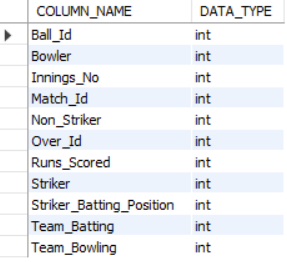 COLUMN_NAME DATA_TYPE
Ball_Id int
Bowler int
Innings_No int
Match_Id int
Non_Striker int
Over_Id int
Runs_Scored int
Striker int
Striker_Batting_Position int
Team_Batting int
Team_Bowling int